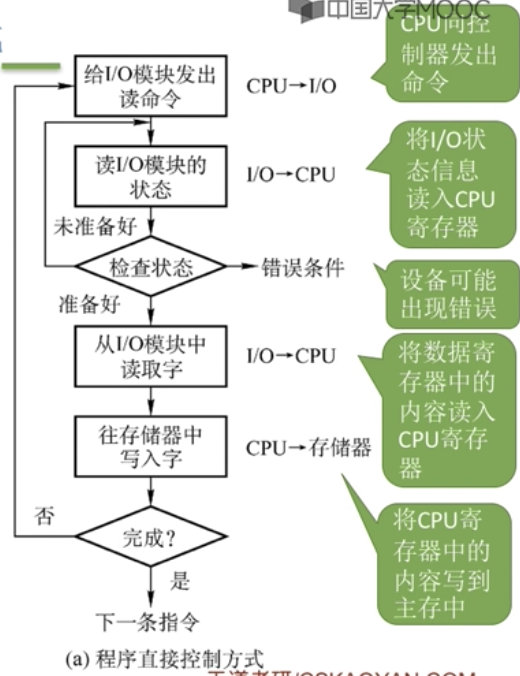 中国大学MOOC
给I/O模块发出
读命令
CPU→I/O
CPU向控
制器发出
命令
读I/O模块的
状态
I/O→CPU
将I/O状
态信息
读入CPU
寄存器
未准备好
检查状态
错误条件
设备可能
出现错误
准备好
从I/O模块中
读取字
I/O→CPU
将数据寄
存器中的
内容读入
CPU寄存
器
往存储器中
写入字
CPU→存储器
将CPU寄
存器中的
内容写到
主存中
否
完成?
是
下一条指令
(a) 程序直接控制方式